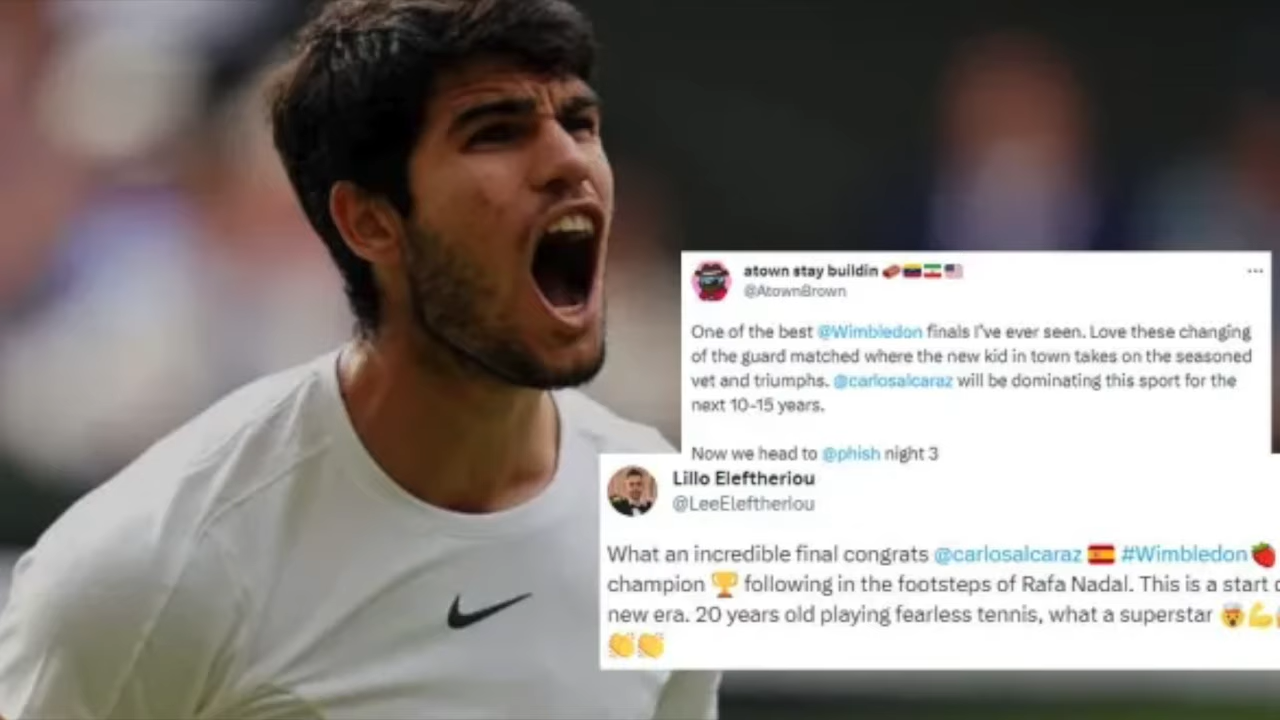 atown stay buildin
@AtownBrown
One of the best @Wimbledon finals I've ever seen. Love these changing
of the guard matched where the new kid in town takes on the seasoned
vet and triumphs. @carlosalcaraz will be dominating this sport for the
next 10-15 years.
Now we head to @phish night 3
Lillo Eleftheriou
@LeeEleftheriou
What an incredible final congrats @carlosalcaraz 🇪🇸 #Wimbledon 🍓
champion 🏆 following in the footsteps of Rafa Nadal. This is a start
new era. 20 years old playing fearless tennis, what a superstar 🤯💪
👏👏